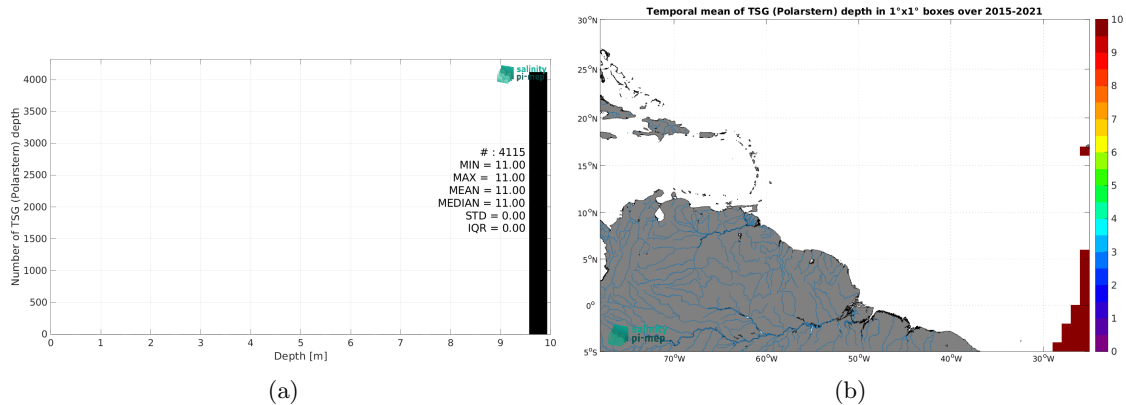 4000
3500
3000
2500
2000
1500
1000
500
0
Number of TSG (Polarstern) depth
salinity
pi-mep
# : 4115
MIN = 11.00
MAX = 11.00
MEAN = 11.00
MEDIAN = 11.00
STD = 0.00
IQR = 0.00
0 1 2 3 4 5 6 7 8 9 10
Depth [m]
(a)
Temporal mean of TSG (Polarstern) depth in 1°x1° boxes over 2015-2021
30°N
25°N
20°N
15°N
10°N
5°N
0°
5°S
salinity
pi-mep
70°W 60°W 50°W 40°W 30°W
10
9
8
7
6
5
4
3
2
1
0
(b)